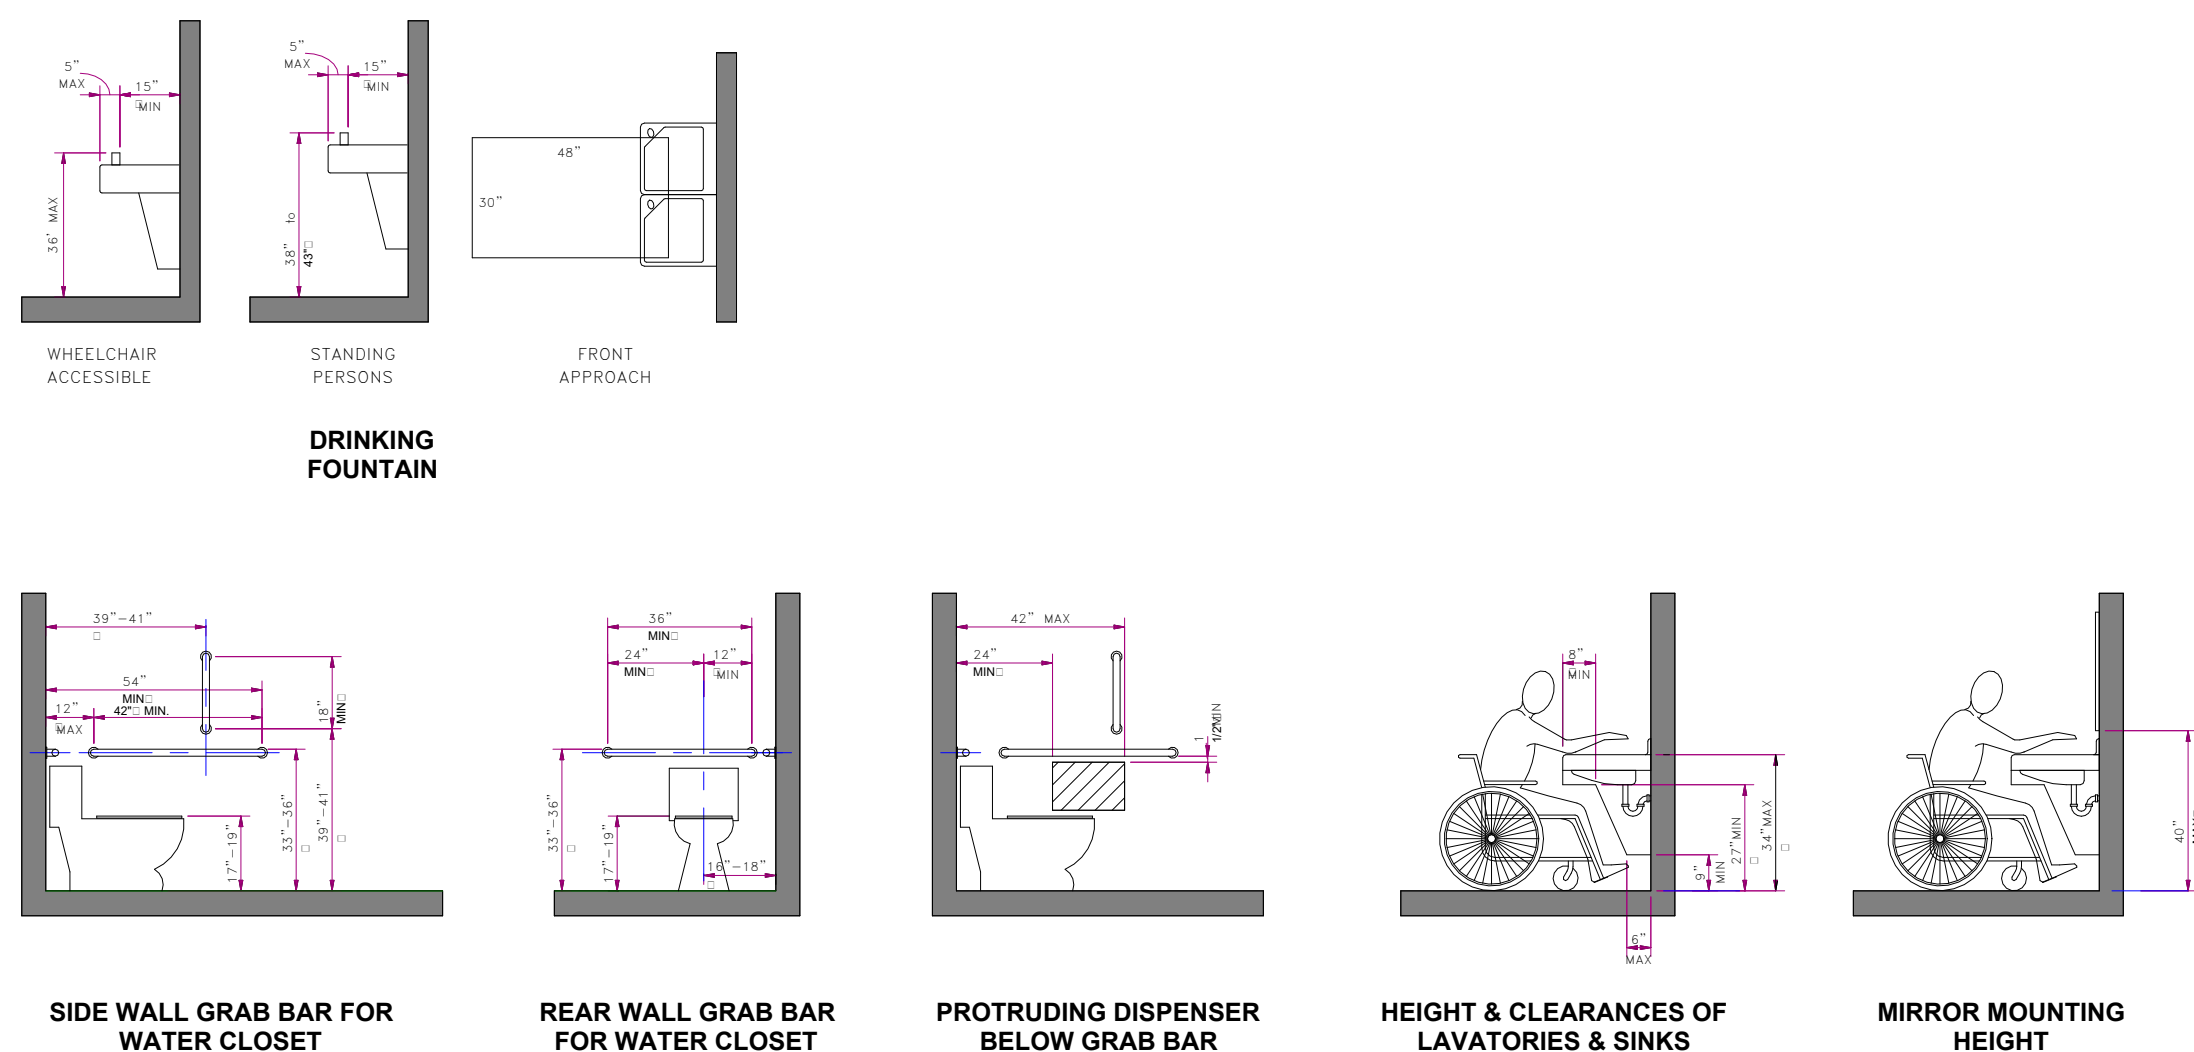 5” MAX
15” MIN
36' MAX
WHEELCHAIR
ACCESSIBLE
5” MAX
15” MIN
38” to
43"
STANDING
PERSONS
48”
30”
FRONT
APPROACH
DRINKING
FOUNTAIN
39”–41”
54”
MIN
12”
MAX
42" MIN.
18”
MIN
17”–19”
33”–36”
39”–41”
SIDE WALL GRAB BAR FOR
WATER CLOSET
36”
MIN
24”
MIN
12”
MIN
33”–36”
17”–19”
16”–18”
REAR WALL GRAB BAR
FOR WATER CLOSET
42” MAX
24”
MIN
1
1/2"MIN
PROTRUDING DISPENSER
BELOW GRAB BAR
8”
MIN
9”
MIN
27”MIN
34”MAX
6”
MAX
HEIGHT & CLEARANCES OF
LAVATORIES & SINKS
40”
MIRROR MOUNTING
HEIGHT